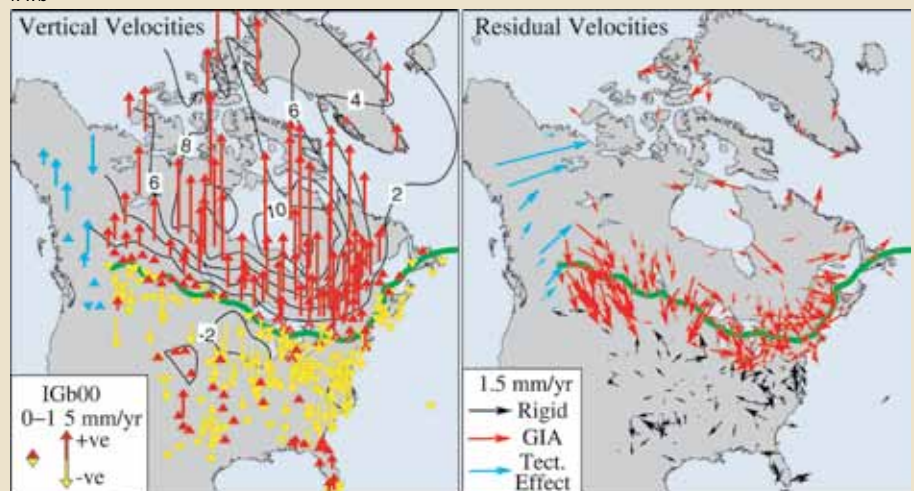 Vertical Velocities
4
6
8
6
2
10
-2
IGb00
0–1 5 mm/yr
+ve
-ve
Residual Velocities
1.5 mm/yr
Rigid
GIA
Tect.
Effect